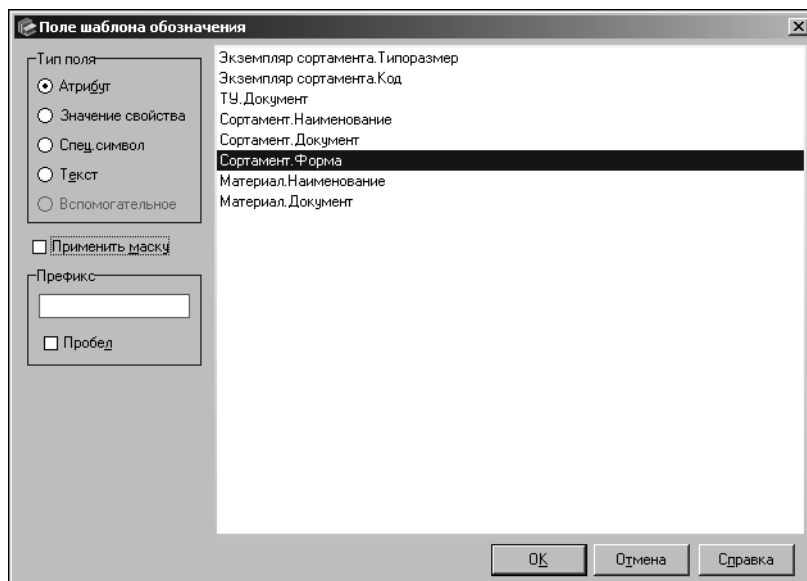 Поле шаблона обозначения
Тип поля
Атрибут
Значение свойства
Спец.символ
Текст
Вспомогательное
Применить маску
Префикс
Пробел
Экземпляр сортамента.Типоразмер
Экземпляр сортамента.Код
ТУ.Документ
Сортамент.Наименование
Сортамент.Документ
Сортамент.Форма
Материал.Наименование
Материал.Документ
OK
Отмена
Справка